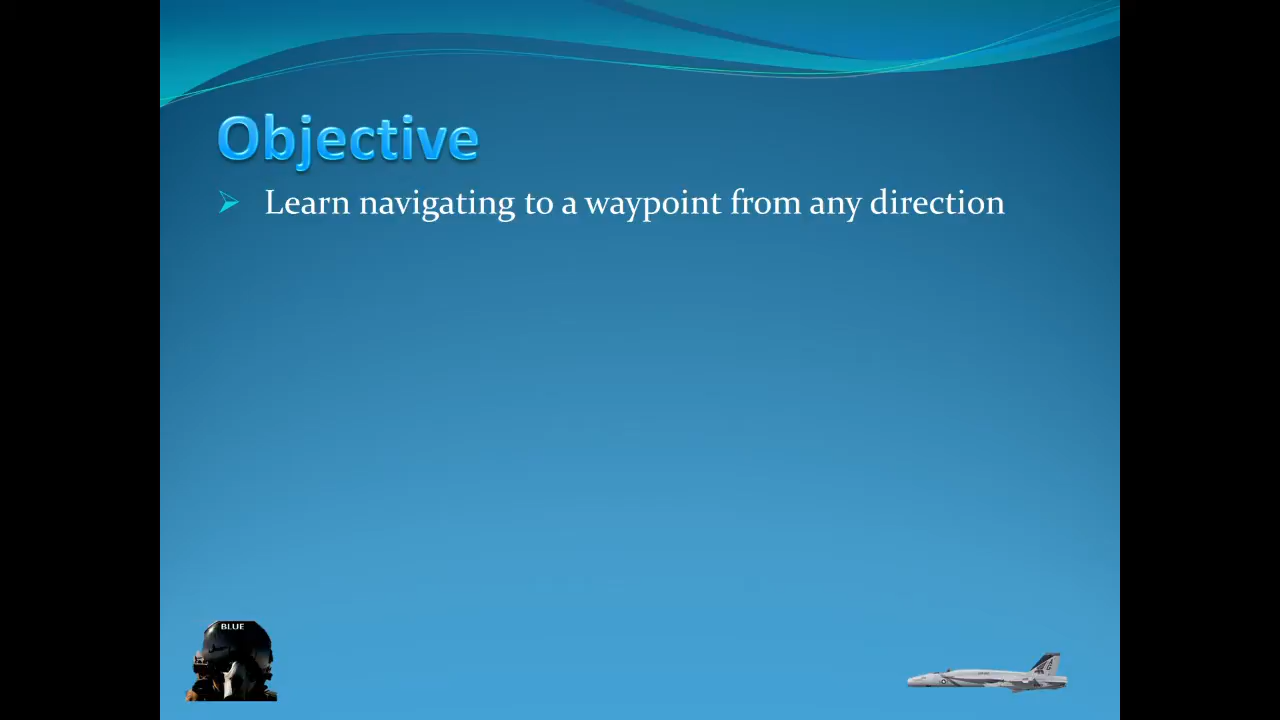 Objective
Learn navigating to a waypoint from any direction
BLUE